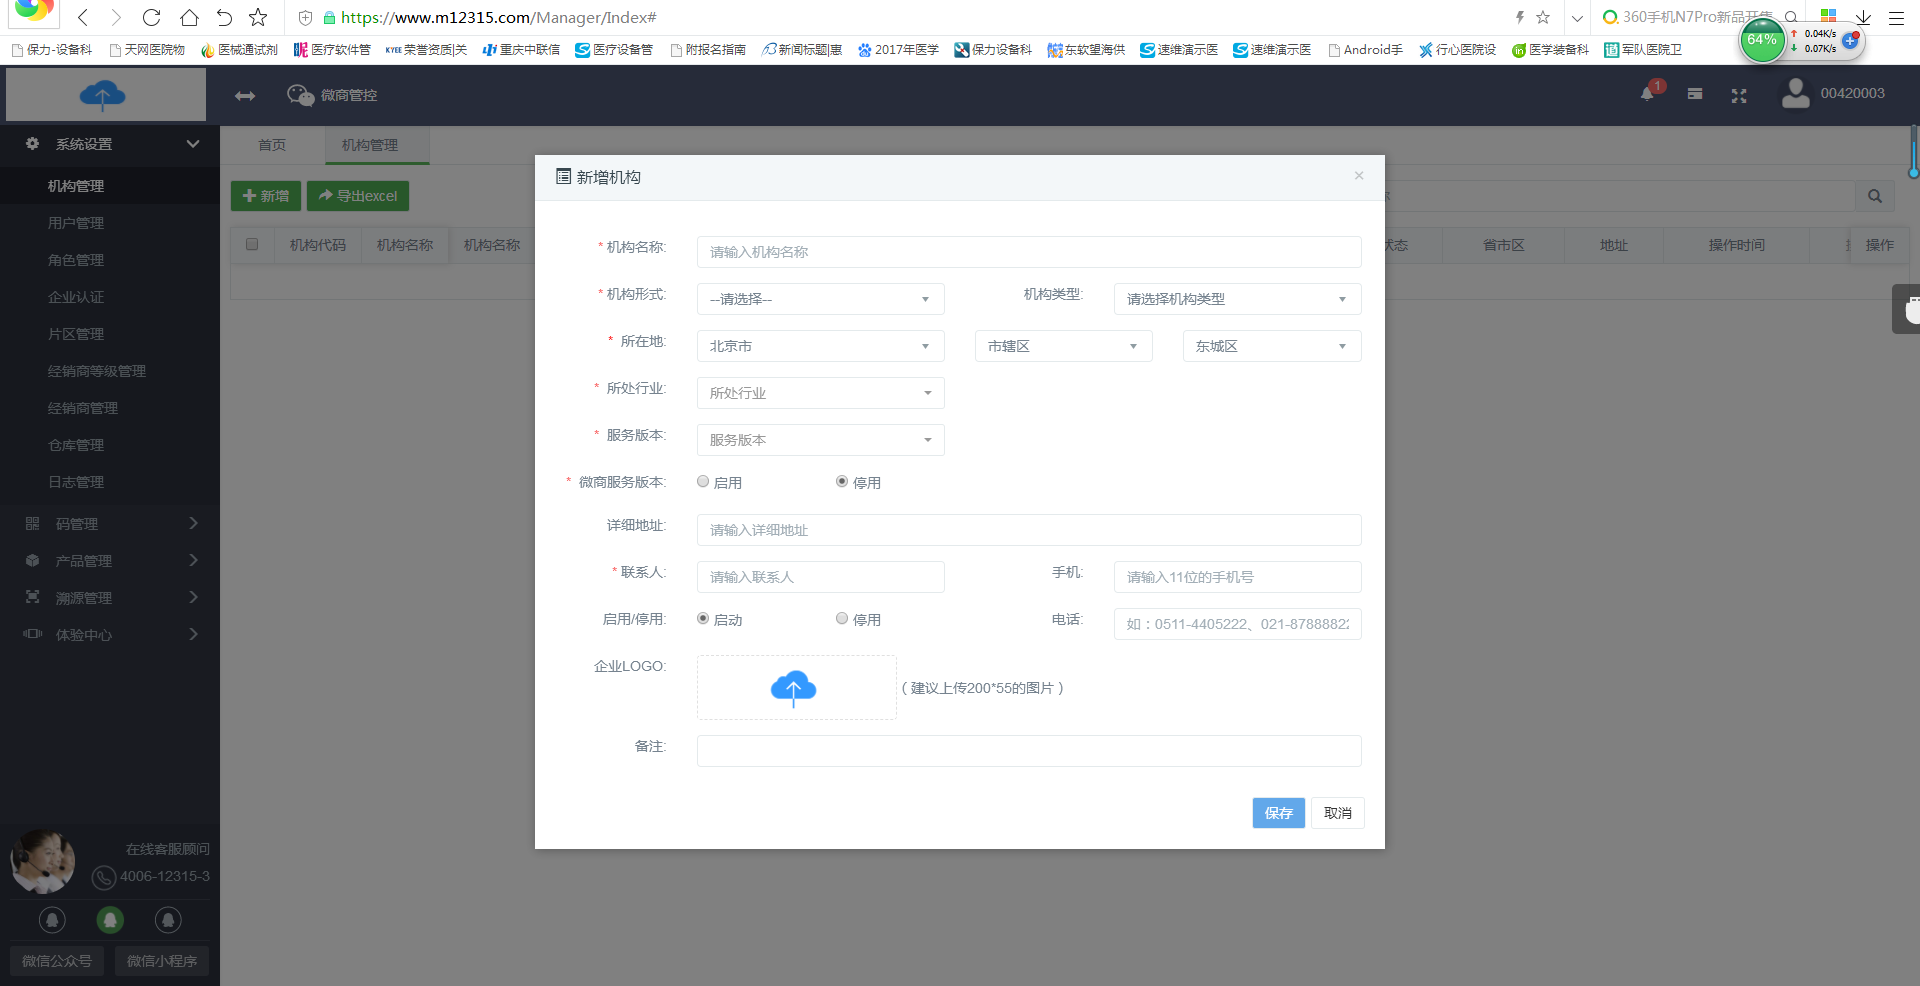 https://www.m12315.com/Manager/Index#
360手机N7Pro新品开售
保力-设备科
天网医院物
医械通试剂
医疗软件管
KYEE 荣誉资质|关
重庆中联信
医疗设备管
附报名指南
新闻标题|惠
2017年医学
保力设备科
东软望海供
速维演示医
速维演示医
Android手
行心医院设
医学装备科
军队医院卫
64%
0.04K/s
0.07K/s
微商管控
1
00420003
系统设置
机构管理
用户管理
角色管理
企业认证
片区管理
经销商等级管理
经销商管理
仓库管理
日志管理
码管理
产品管理
溯源管理
体验中心
在线客服顾问
4006-12315-3
微信公众号
微信小程序
首页
机构管理
新增
导出excel
机构代码
机构名称
机构名称
状态
省市区
地址
操作时间
操作
新增机构
×
* 机构名称:
请输入机构名称
* 机构形式:
--请选择--
机构类型:
请选择机构类型
* 所在地:
北京市
市辖区
东城区
* 所处行业:
所处行业
* 服务版本:
服务版本
* 微商服务版本:
启用
停用
详细地址:
请输入详细地址
* 联系人:
请输入联系人
手机:
请输入11位的手机号
启用/停用:
启动
停用
电话:
如：0511-4405222、021-87888822
企业LOGO:
（建议上传200*55的图片）
备注:
保存
取消